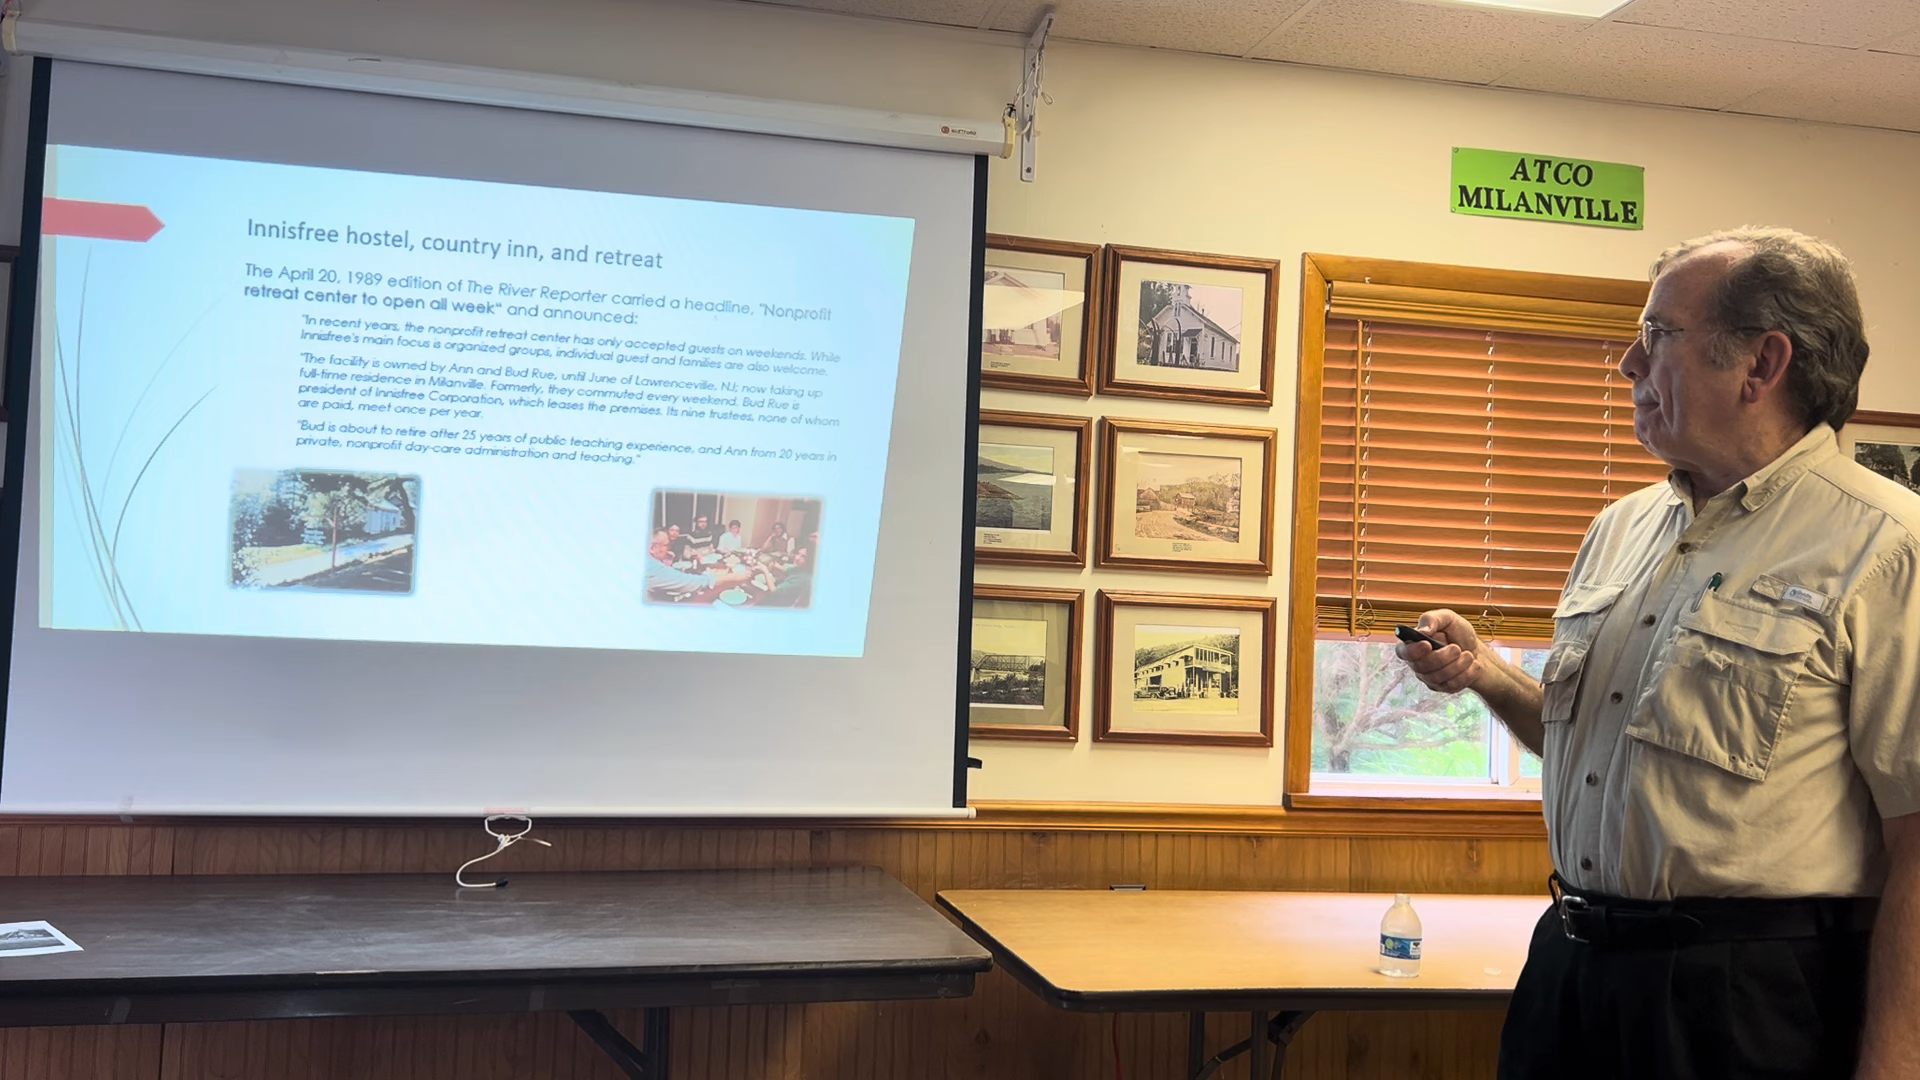 Innisfree hostel, country inn, and retreat
The April 20, 1989 edition of The River Reporter carried a headline, "Nonprofit
retreat center to open all week" and announced:
"In recent years, the nonprofit retreat center has only accepted guests on weekends. While
Innisfree's main focus is organized groups, individual guest and families are also welcome.
"The facility is owned by Ann and Bud Rue, until June of Lawrenceville, NJ; now taking up
full-time residence in Milanville. Formerly, they commuted every weekend. Bud Rue is
president of Innisfree Corporation, which leases the premises. Its nine trustees, none of whom
are paid, meet once per year.
"Bud is about to retire after 25 years of public teaching experience, and Ann from 20 years in
private, nonprofit day-care administration and teaching."
ATCO
MILANVILLE